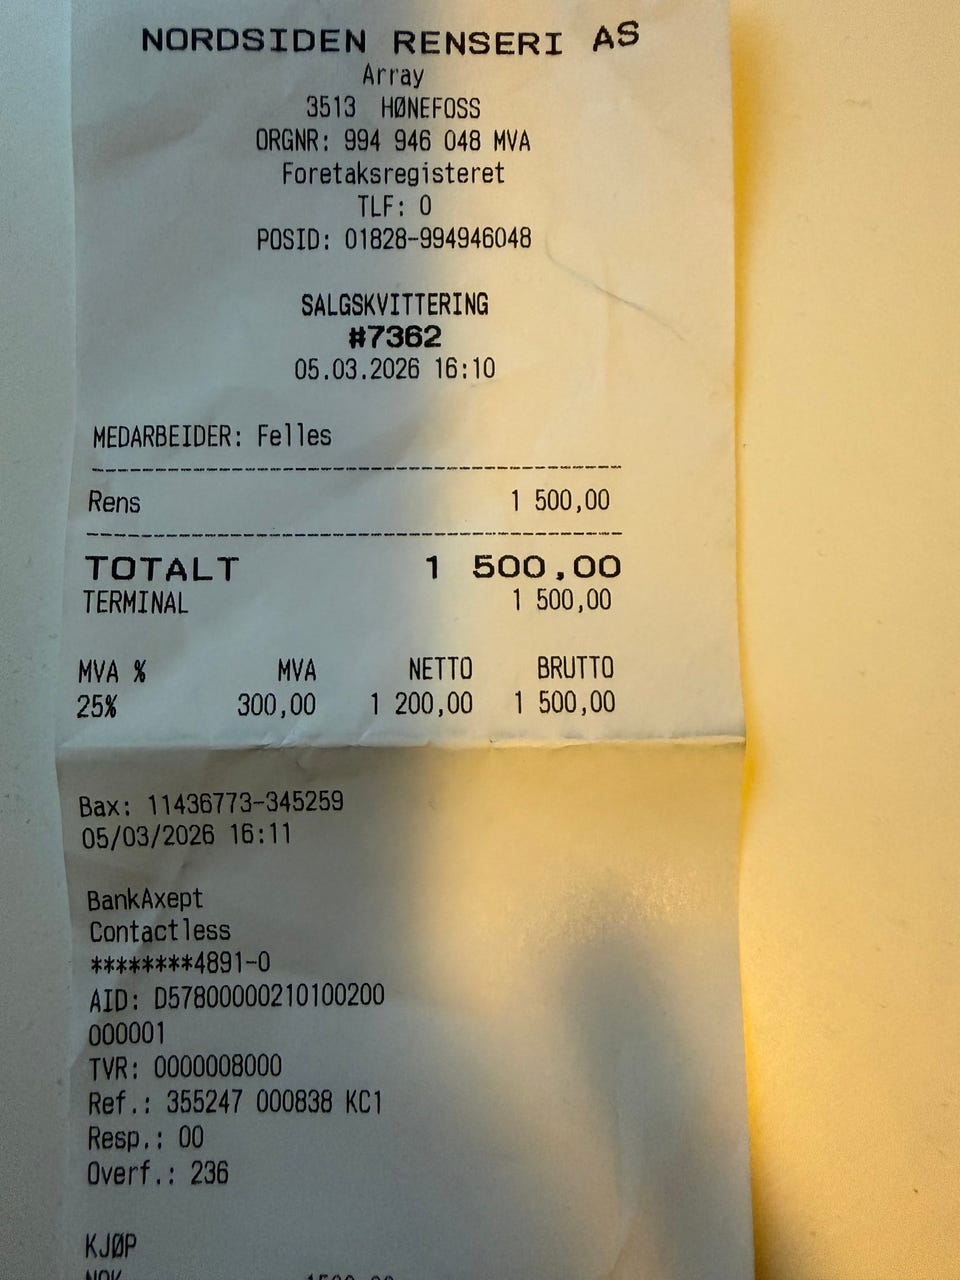 NORDSIDEN RENSERI AS
Array
3513 HØNEFOSS
ORGNR: 994 946 048 MVA
Foretaksregisteret
TLF: 0
POSID: 01828-994946048
SALGSKVITTERING
#7362
05.03.2026 16:10
MEDARBEIDER: Felles
Rens 1 500,00
TOTALT 1 500,00
TERMINAL 1 500,00
MVA % MVA NETTO BRUTTO
25% 300,00 1 200,00 1 500,00
Bax: 11436773-345259
05/03/2026 16:11
BankAxept
Contactless
********4891-0
AID: D57800000210100200
000001
TVR: 0000008000
Ref.: 355247 000838 KC1
Resp.: 00
Overf.: 236
KJØP
NOK 1500,00